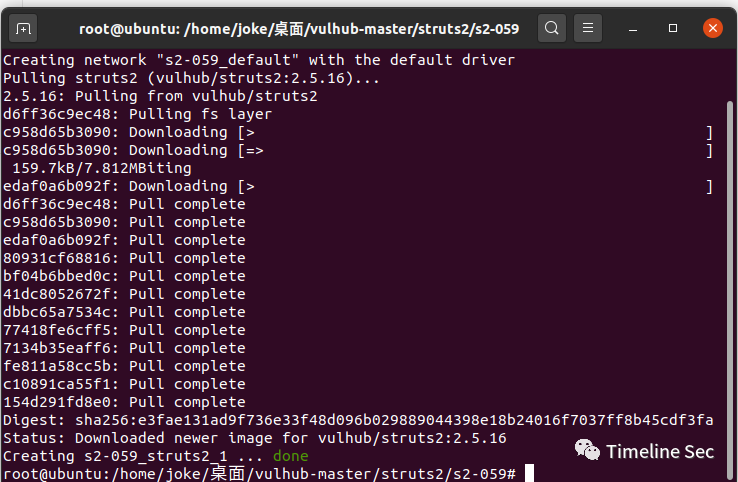 root@ubuntu: /home/joke/桌面/vulhub-master/struts2/s2-059
Creating network "s2-059_default" with the default driver
Pulling struts2 (vulhub/struts2:2.5.16)...
2.5.16: Pulling from vulhub/struts2
d6ff36c9ec48: Pulling fs layer
c958d65b3090: Downloading [>                                                  ]
c958d65b3090: Downloading [=>                                                 ]
 159.7kB/7.812MBiting
edaf0a6b092f: Downloading [>                                                  ]
d6ff36c9ec48: Pull complete
c958d65b3090: Pull complete
edaf0a6b092f: Pull complete
80931cf68816: Pull complete
bf04b6bbed0c: Pull complete
41dc8052672f: Pull complete
dbbc65a7534c: Pull complete
77418fe6cff5: Pull complete
7134b35eaff6: Pull complete
fe811a58cc5b: Pull complete
c10891ca55f1: Pull complete
154d291fd8e0: Pull complete
Digest: sha256:e3fae131ad9f736e33f48d096b029889044398e18b24016f7037ff8b45cdf3fa
Status: Downloaded newer image for vulhub/struts2:2.5.16
Creating s2-059_struts2_1 ... done
root@ubuntu:/home/joke/桌面/vulhub-master/struts2/s2-059#
Timeline Sec